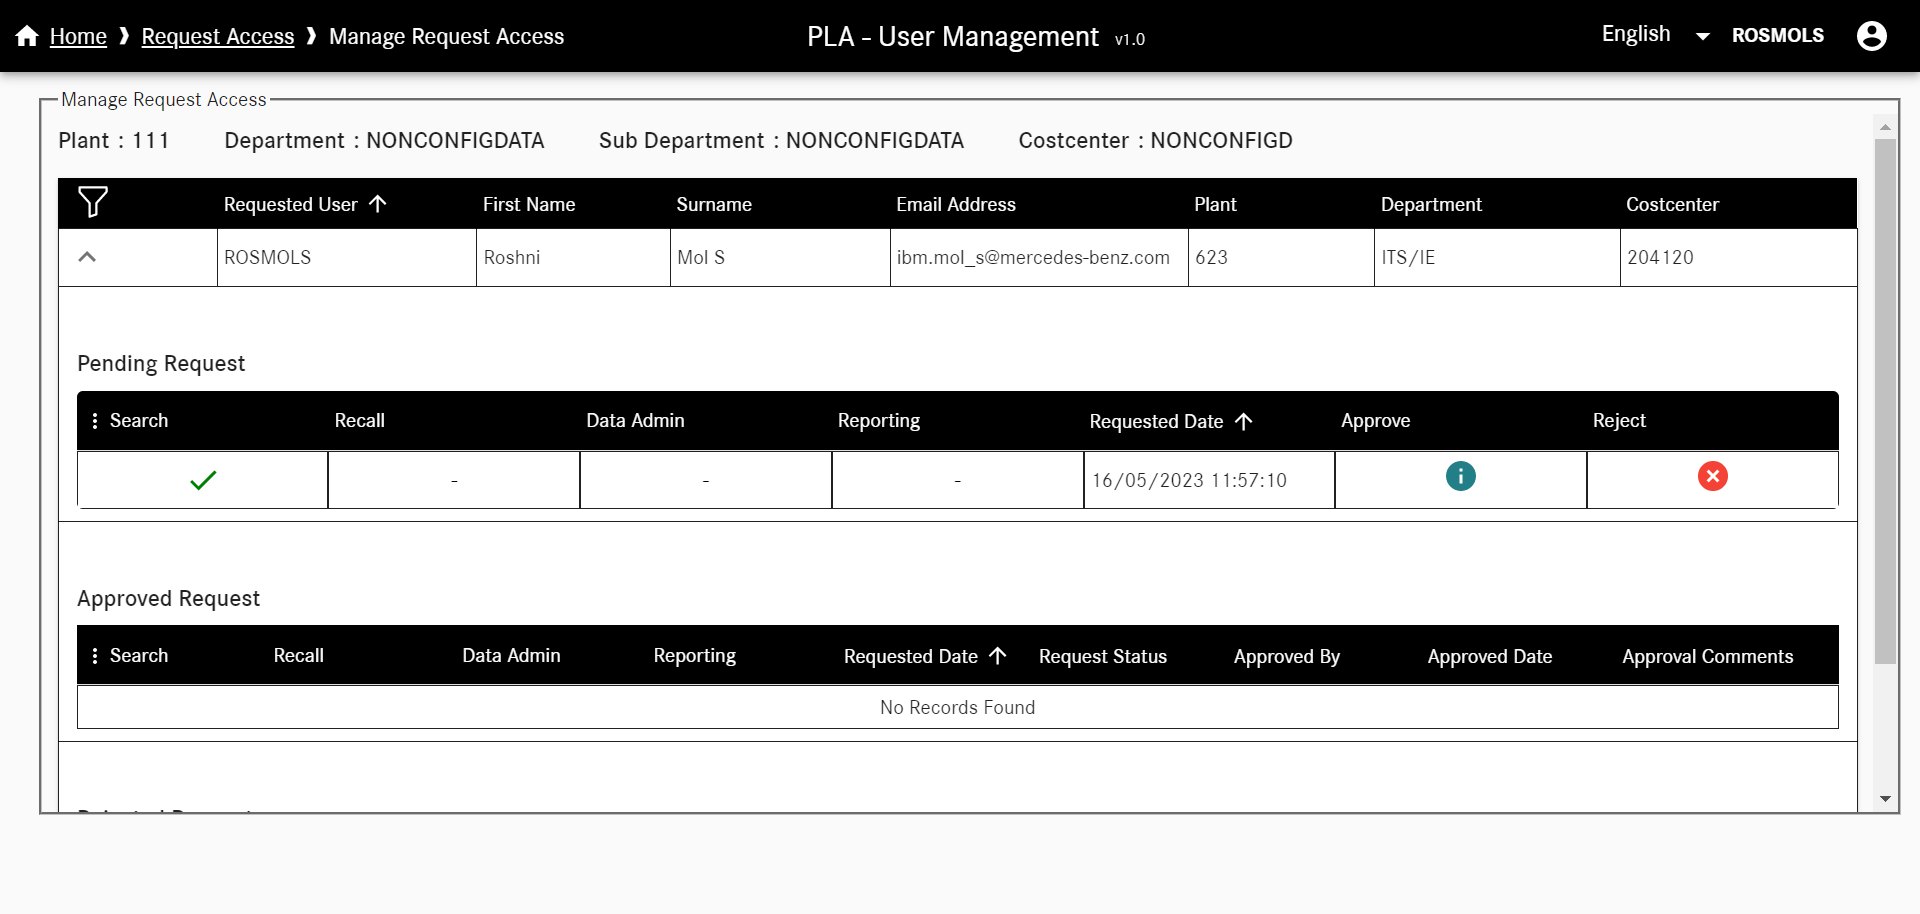 Home Request Access Manage Request Access PLA - User Management v1.0 English ROSMOLS
Manage Request Access
Plant : 111 Department : NONCONFIGDATA Sub Department : NONCONFIGDATA Costcenter : NONCONFIGD
Requested User First Name Surname Email Address Plant Department Costcenter
ROSMOLS Roshni Mol S ibm.mol_s@mercedes-benz.com 623 ITS/IE 204120
Pending Request
Search Recall Data Admin Reporting Requested Date Approve Reject
- - - 16/05/2023 11:57:10
Approved Request
Search Recall Data Admin Reporting Requested Date Request Status Approved By Approved Date Approval Comments
No Records Found